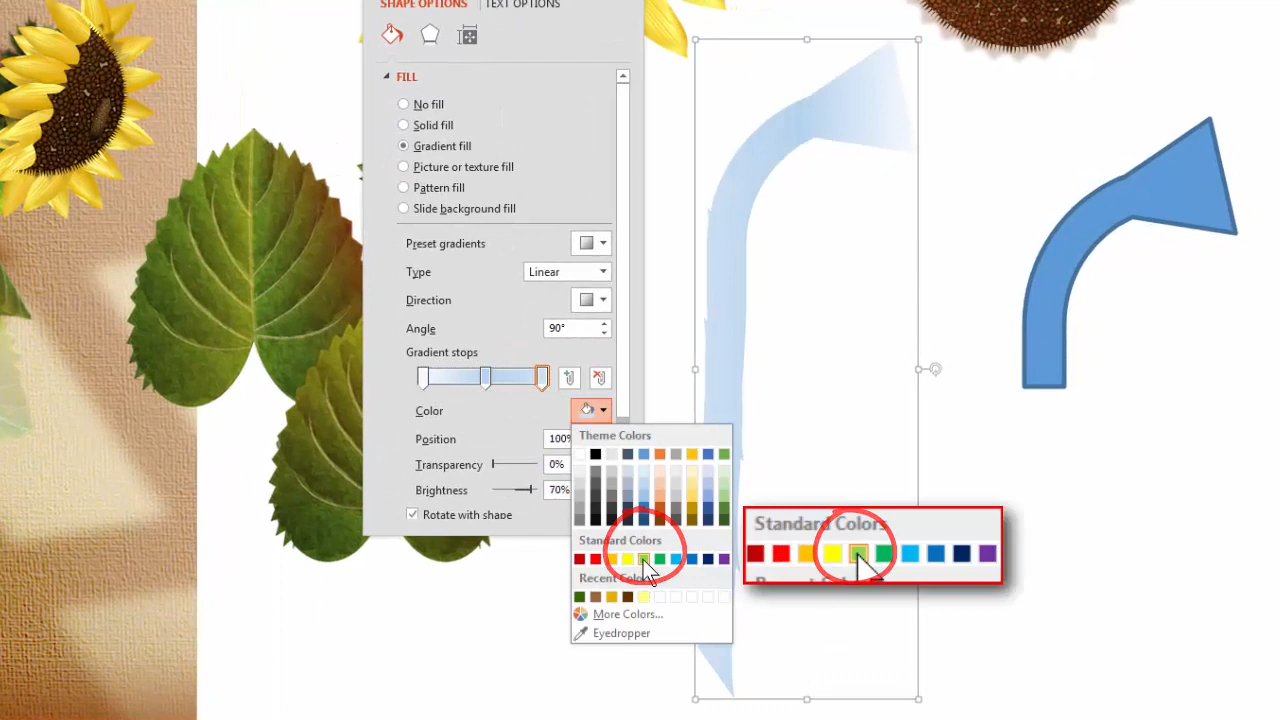 SHAPE OPTIONS TEXT OPTIONS
FILL
No fill
Solid fill
Gradient fill
Picture or texture fill
Pattern fill
Slide background fill
Preset gradients
Type Linear
Direction
Angle 90°
Gradient stops
Color
Position 100%
Transparency 0%
Brightness 70%
Rotate with shape
Theme Colors
Standard Colors
Recent Colors
More Colors...
Eyedropper
Standard Colors